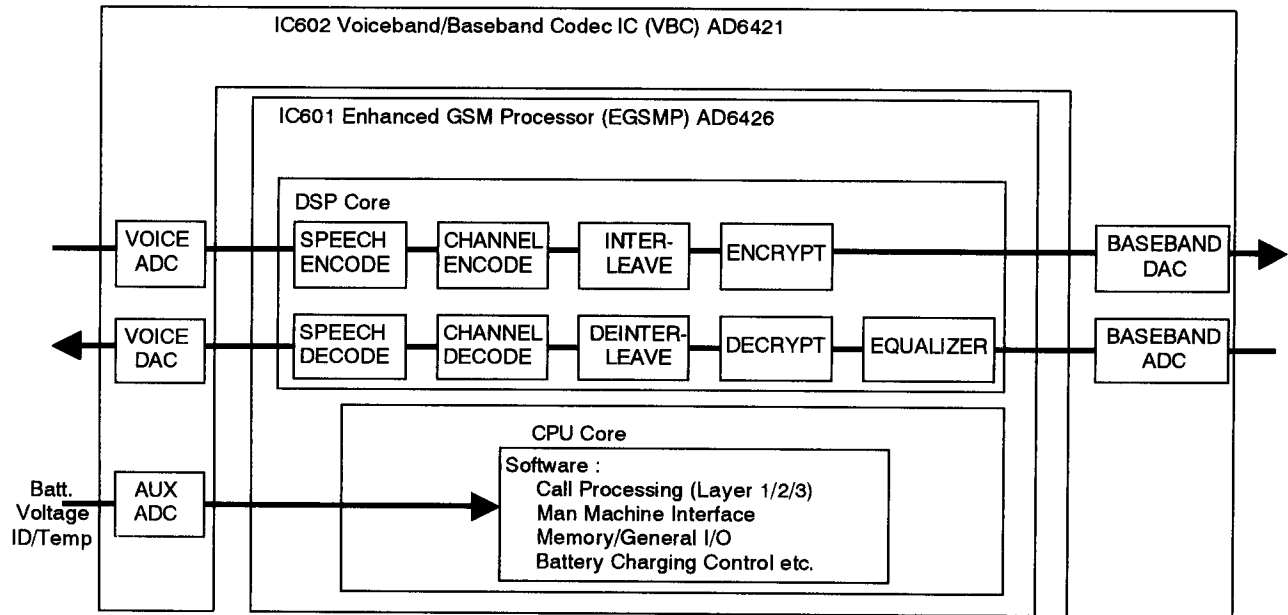 IC602 Voiceband/Baseband Codec IC (VBC) AD6421
IC601 Enhanced GSM Processor (EGSMP) AD6426
DSP Core
VOICE
ADC
SPEECH
ENCODE
CHANNEL
ENCODE
INTER-
LEAVE
ENCRYPT
BASEBAND
DAC
VOICE
DAC
SPEECH
DECODE
CHANNEL
DECODE
DEINTER-
LEAVE
DECRYPT
EQUALIZER
BASEBAND
ADC
CPU Core
Batt.
Voltage
ID/Temp
AUX
ADC
Software :
Call Processing (Layer 1/2/3)
Man Machine Interface
Memory/General I/O
Battery Charging Control etc.